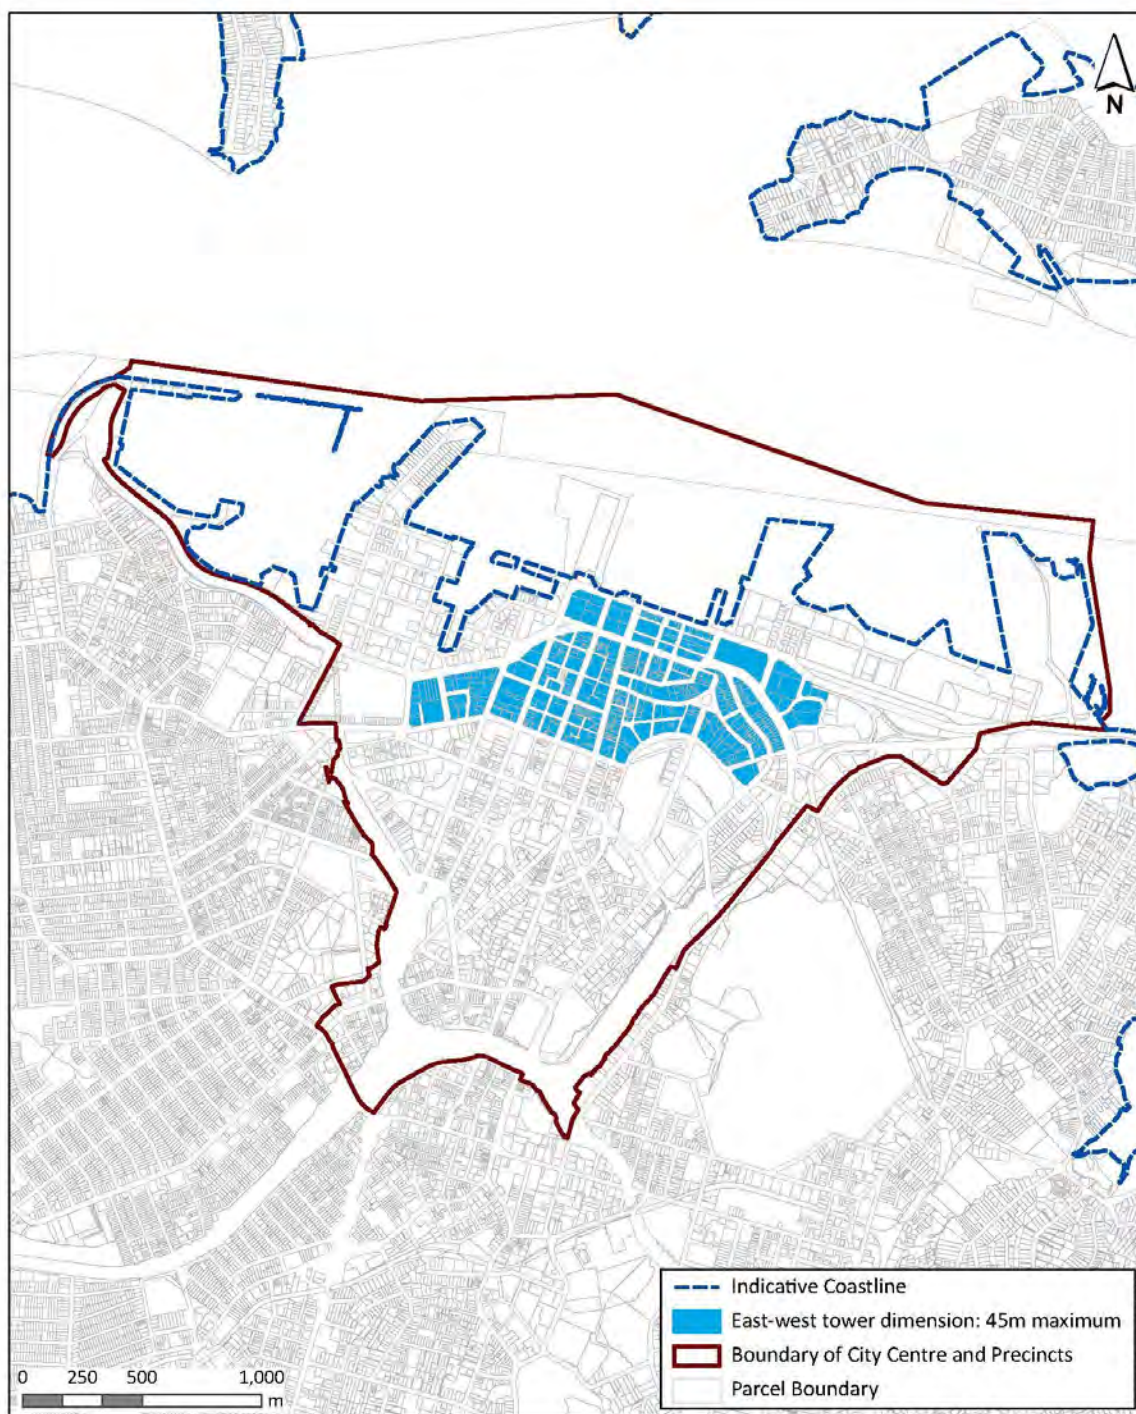 N
Indicative Coastline
East-west tower dimension: 45m maximum
Boundary of City Centre and Precincts
Parcel Boundary
0 250 500 1,000
m